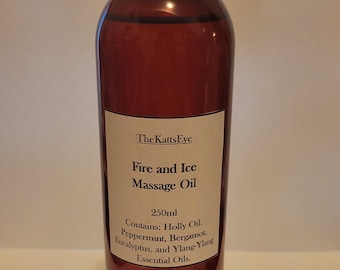 TheKattsEye
Fire and Ice
Massage Oil
250ml
Contains: Holly Oil.
Peppermint, Bergamot,
Eucalyptus, and Ylang-Ylang
Essential Oils.